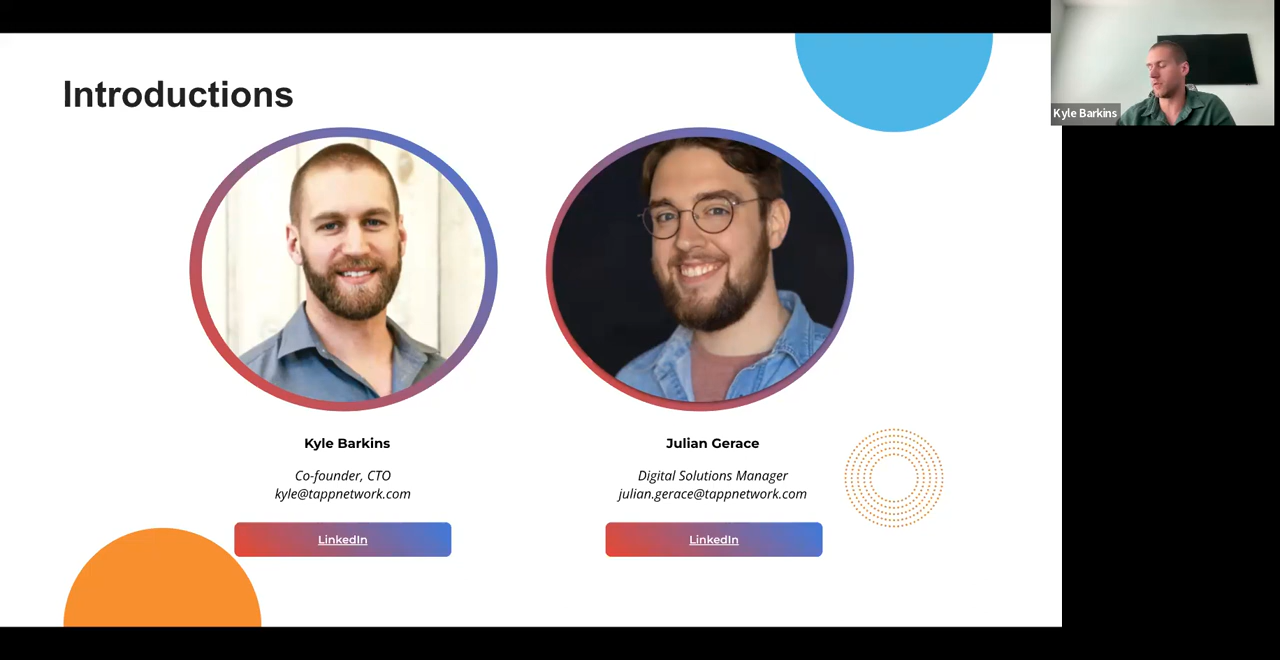 Introductions
Kyle Barkins
Kyle Barkins
Co-founder, CTO
kyle@tappnetwork.com
LinkedIn
Julian Gerace
Digital Solutions Manager
julian.gerace@tappnetwork.com
LinkedIn